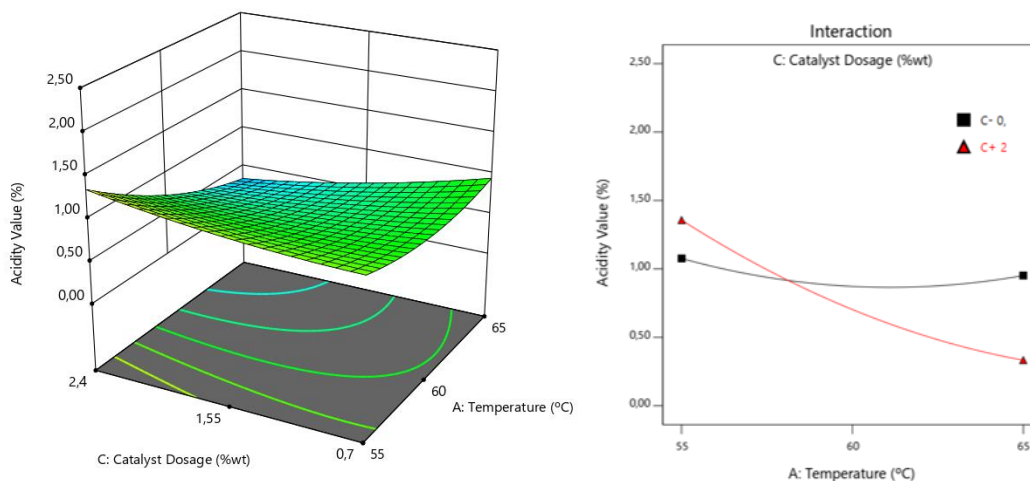 2,50
2,00
1,50
1,00
0,50
0,00
Acidity Value (%)
2,4
1,55
0,7
C: Catalyst Dosage (%wt)
55
60
65
A: Temperature (ºC)
Interaction
C: Catalyst Dosage (%wt)
2,50
2,00
1,50
1,00
0,50
0,00
Acidity Value (%)
C- 0,
C+ 2
55
60
65
A: Temperature (ºC)